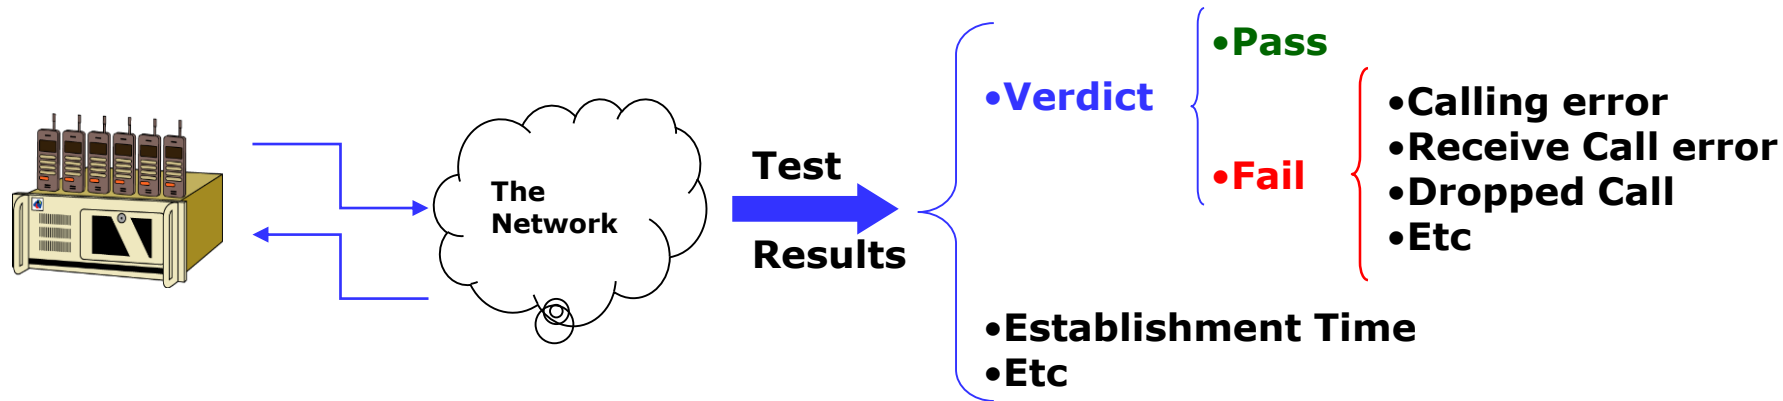 The
Network
Test
Results
•Verdict
•Pass
•Fail
•Calling error
•Receive Call error
•Dropped Call
•Etc
•Establishment Time
•Etc